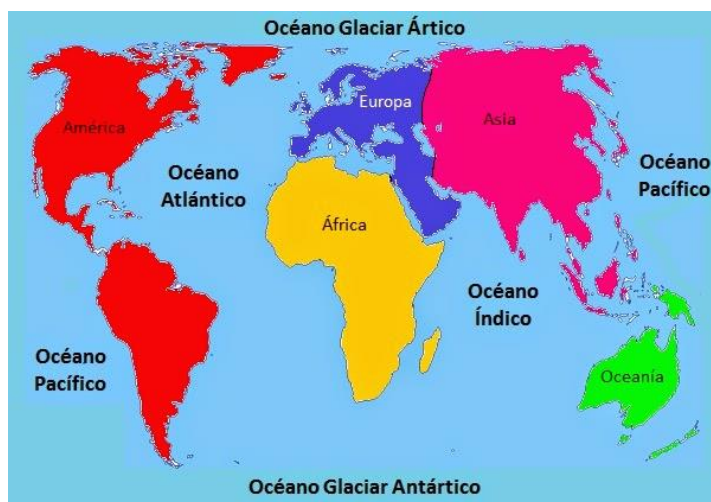 Océano Glaciar Ártico
Europa
América
Asia
Océano
Atlántico
Océano
Pacífico
África
Océano
Índico
Océano
Pacífico
Oceanía
Océano Glaciar Antártico